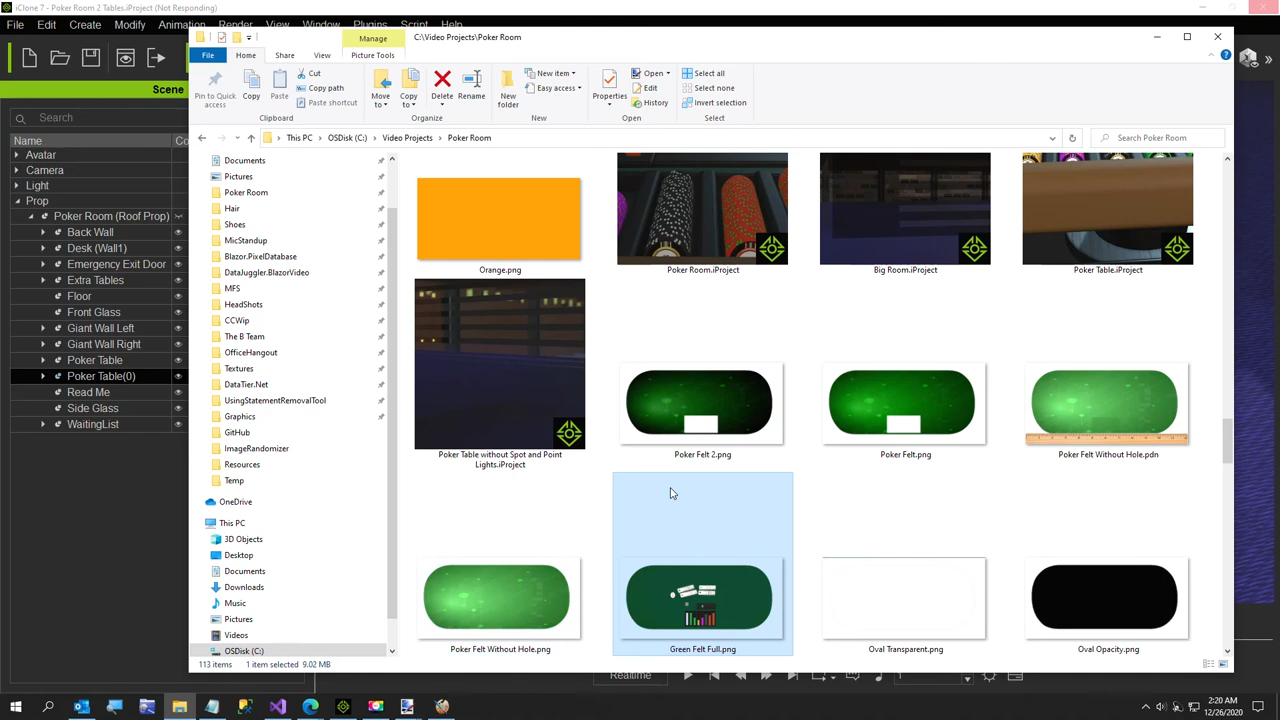 iClone 7 - Poker Room 2 Tables.iProject (Not Responding)
File Edit Create Modify Animation Render Windows Plugins Script Help
Manage
C:\Video Projects\Poker Room
File Home Share View Picture Tools
Pin to Quick access
Copy
Paste
Cut
Copy path
Paste shortcut
Clipboard
Move to
Copy to
Delete
Rename
Organize
New folder
New item
Easy access
New
Properties
Open
Edit
History
Open
Select all
Select none
Invert selection
Select
This PC > OSDisk (C:) > Video Projects > Poker Room
Search Poker Room
Scene
Search
Name
Avatar
Camera
Light
Prop
Poker Room (Roof Prop)
Back Wall
Desk (Wall1)
Emergency Exit Door
Extra Tables
Floor
Front Glass
Giant Wall Left
Giant Wall Right
Poker Table
Poker Table(0)
Read Me
Side Glass
WaitingList
Documents
Pictures
Poker Room
Hair
Shoes
MicStandup
Blazor.PixelDatabase
DataJuggler.BlazorVideo
MFS
HeadShots
CCWip
The B Team
OfficeHangout
Textures
DataTier.Net
UsingStatementRemovalTool
Graphics
GitHub
ImageRandomizer
Resources
Temp
OneDrive
This PC
3D Objects
Desktop
Documents
Downloads
Music
Pictures
Videos
OSDisk (C:)
Orange.png
Poker Room.iProject
Big Room.iProject
Poker Table.iProject
Poker Table without Spot and Point Lights.iProject
Poker Felt 2.png
Poker Felt.png
Poker Felt Without Hole.pdn
Poker Felt Without Hole.png
Green Felt Full.png
Oval Transparent.png
Oval Opacity.png
113 items 1 item selected 9.02 MB
Realtime
1
2:20 AM
12/26/2020